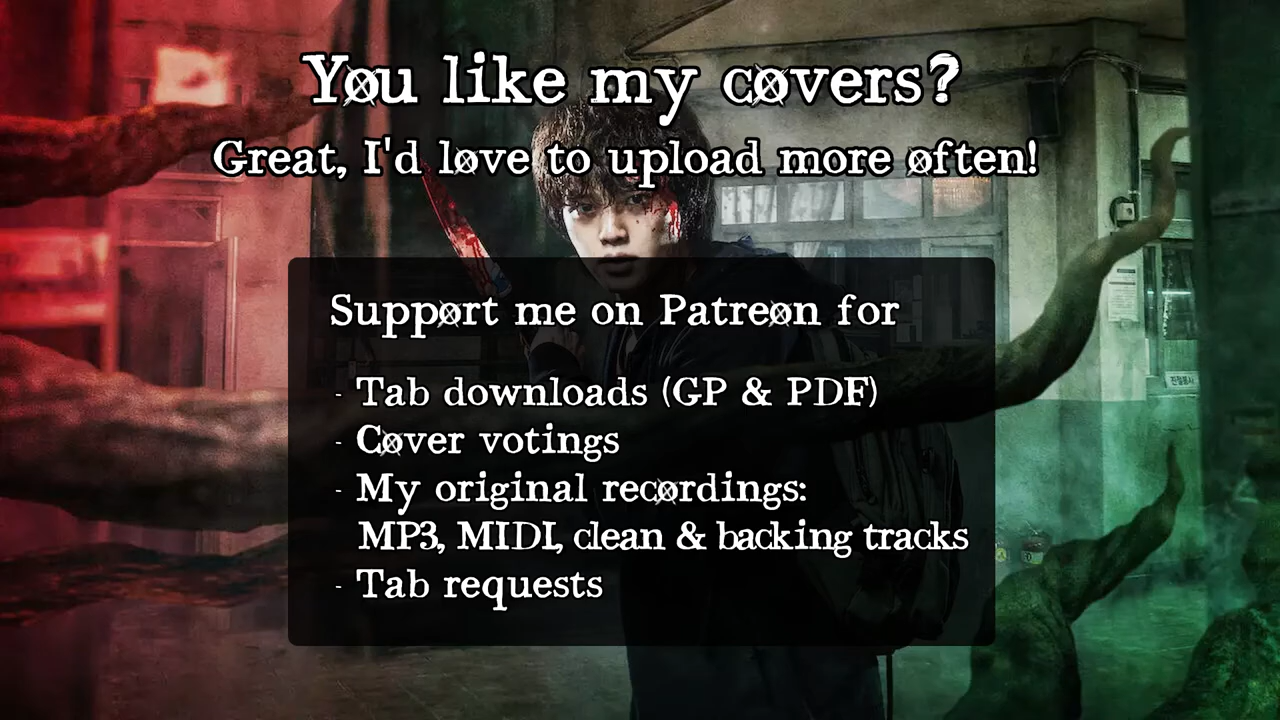 You like my covers?
Great, I'd love to upload more often!
Support me on Patreon for
- Tab downloads (GP & PDF)
- Cover votings
- My original recordings:
MP3, MIDI, clean & backing tracks
- Tab requests